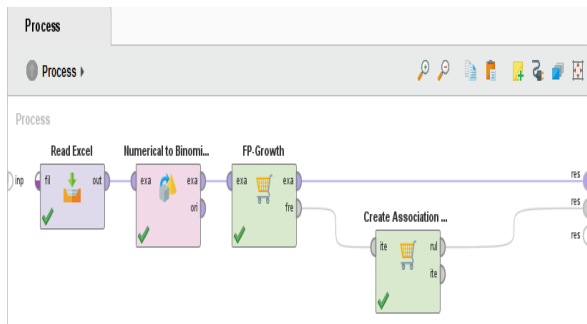 Process
Process
Process
Read Excel
Numerical to Binomi...
FP-Growth
inp
fil
out
exa
exa
ori
exa
exa
fre
res
res
res
Create Association ...
ite
rul
ite